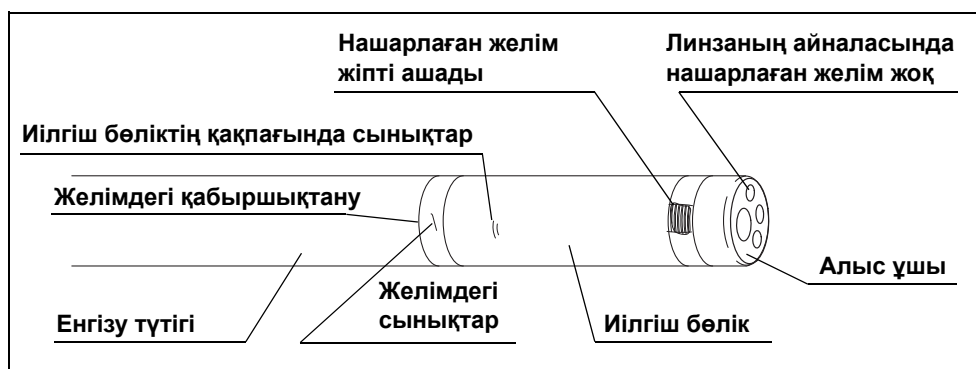 Нашарлаған желім
жіпті ашады
Линзаның айналасында
нашарлаған желім жоқ
Иілгіш бөліктің қақпағында сынықтар
Желімдегі қабыршықтану
Алыс ұшы
Желімдегі
сынықтар
Енгізу түтігі
Иілгіш бөлік